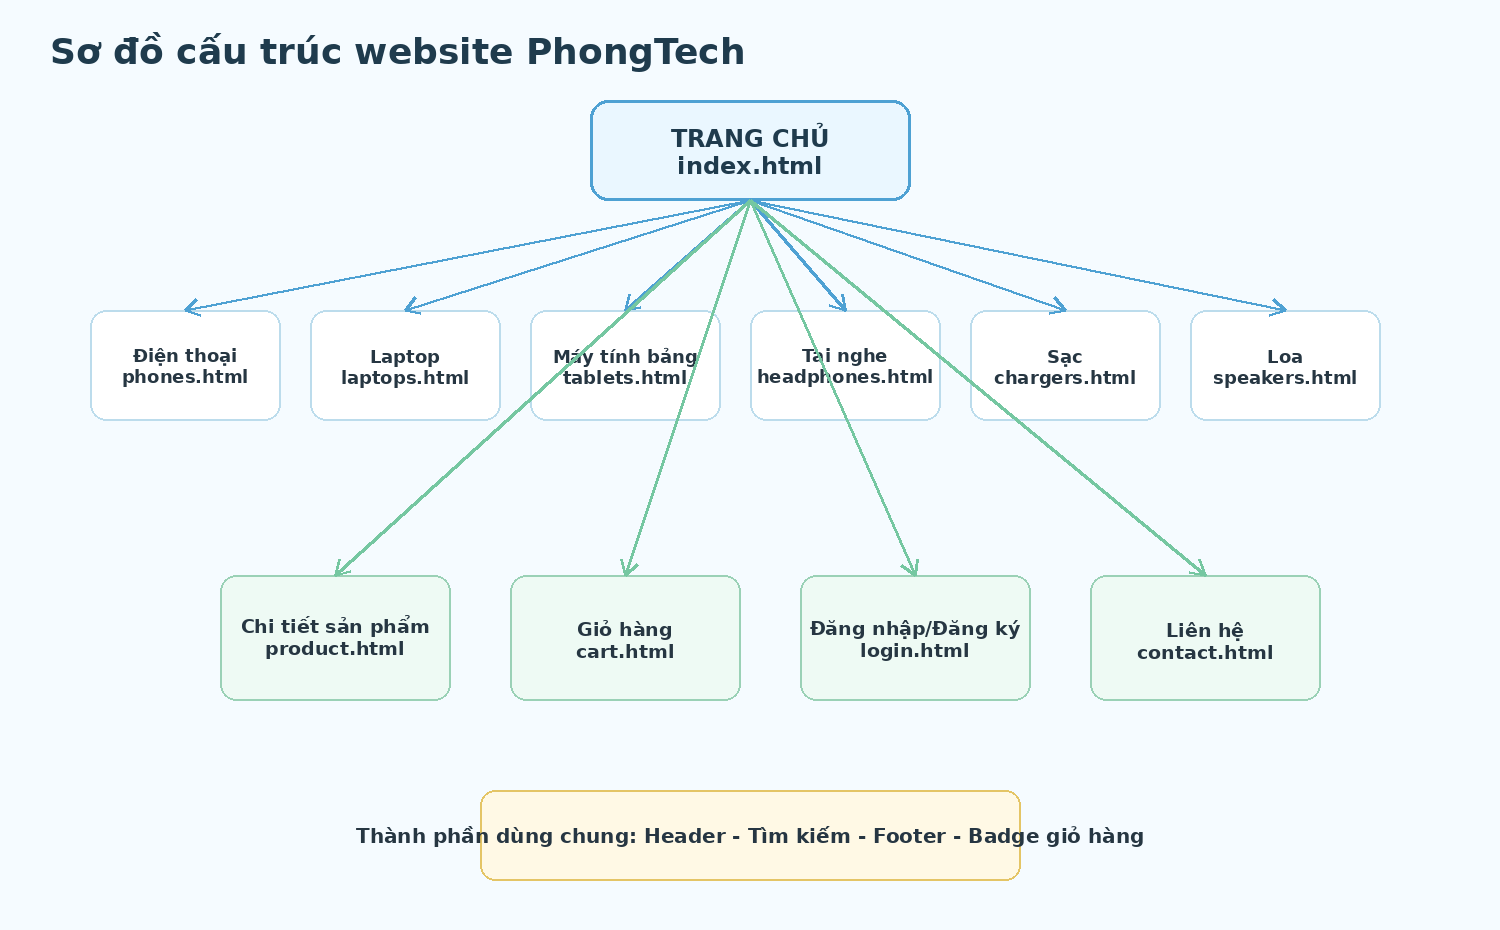 Sơ đồ cấu trúc website PhongTech
TRANG CHỦ
index.html
Điện thoại
phones.html
Laptop
laptops.html
Máy tính bảng
tablets.html
Tai nghe
headphones.html
Sạc
chargers.html
Loa
speakers.html
Chi tiết sản phẩm
product.html
Giỏ hàng
cart.html
Đăng nhập/Đăng ký
login.html
Liên hệ
contact.html
Thành phần dùng chung: Header - Tìm kiếm - Footer - Badge giỏ hàng